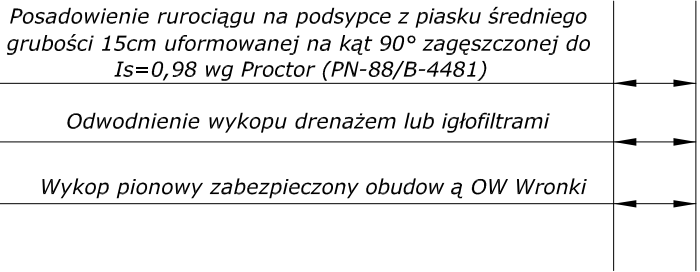 Posadowienie rurociągu na podsypce z piasku średniego
grubości 15cm uformowanej na kąt 90° zagęszczonej do
Is=0,98 wg Proctor (PN-88/B-4481)
Odwodnienie wykopu drenażem lub igłofiltrami
Wykop pionowy zabezpieczony obudow ą OW Wronki